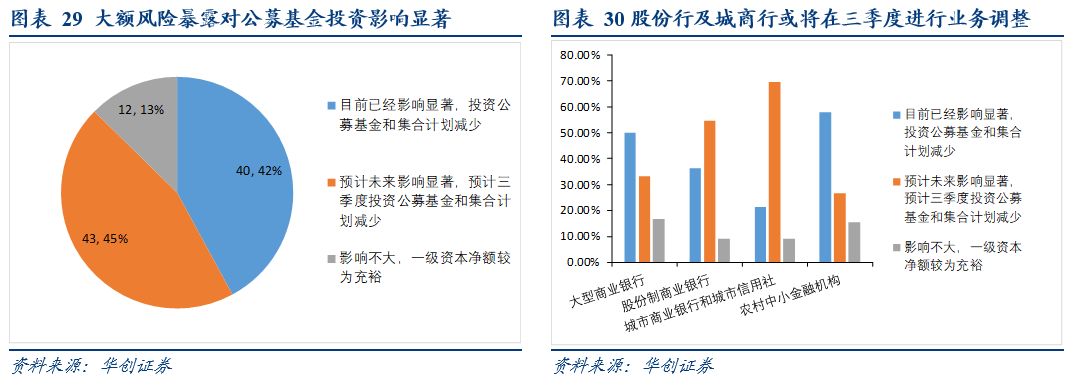 图表 29 大额风险暴露对公募基金投资影响显著
12, 13%
40, 42%
43, 45%
目前已经影响显著，投资公
募基金和集合计划减少
预计未来影响显著，预计三
季度投资公募基金和集合计
划减少
影响不大，一级资本净额较
为充裕
资料来源：华创证券
图表 30 股份行及城商行或将在三季度进行业务调整
80.00%
70.00%
60.00%
50.00%
40.00%
30.00%
20.00%
10.00%
0.00%
大型商业银行
股份制商业银行
城市商业银行和城市信用社
农村中小金融机构
目前已经影响显著，
投资公募基金和集合
计划减少
预计未来影响显著，
预计三季度投资公募
基金和集合计划减少
影响不大，一级资本
净额较为充裕
资料来源：华创证券